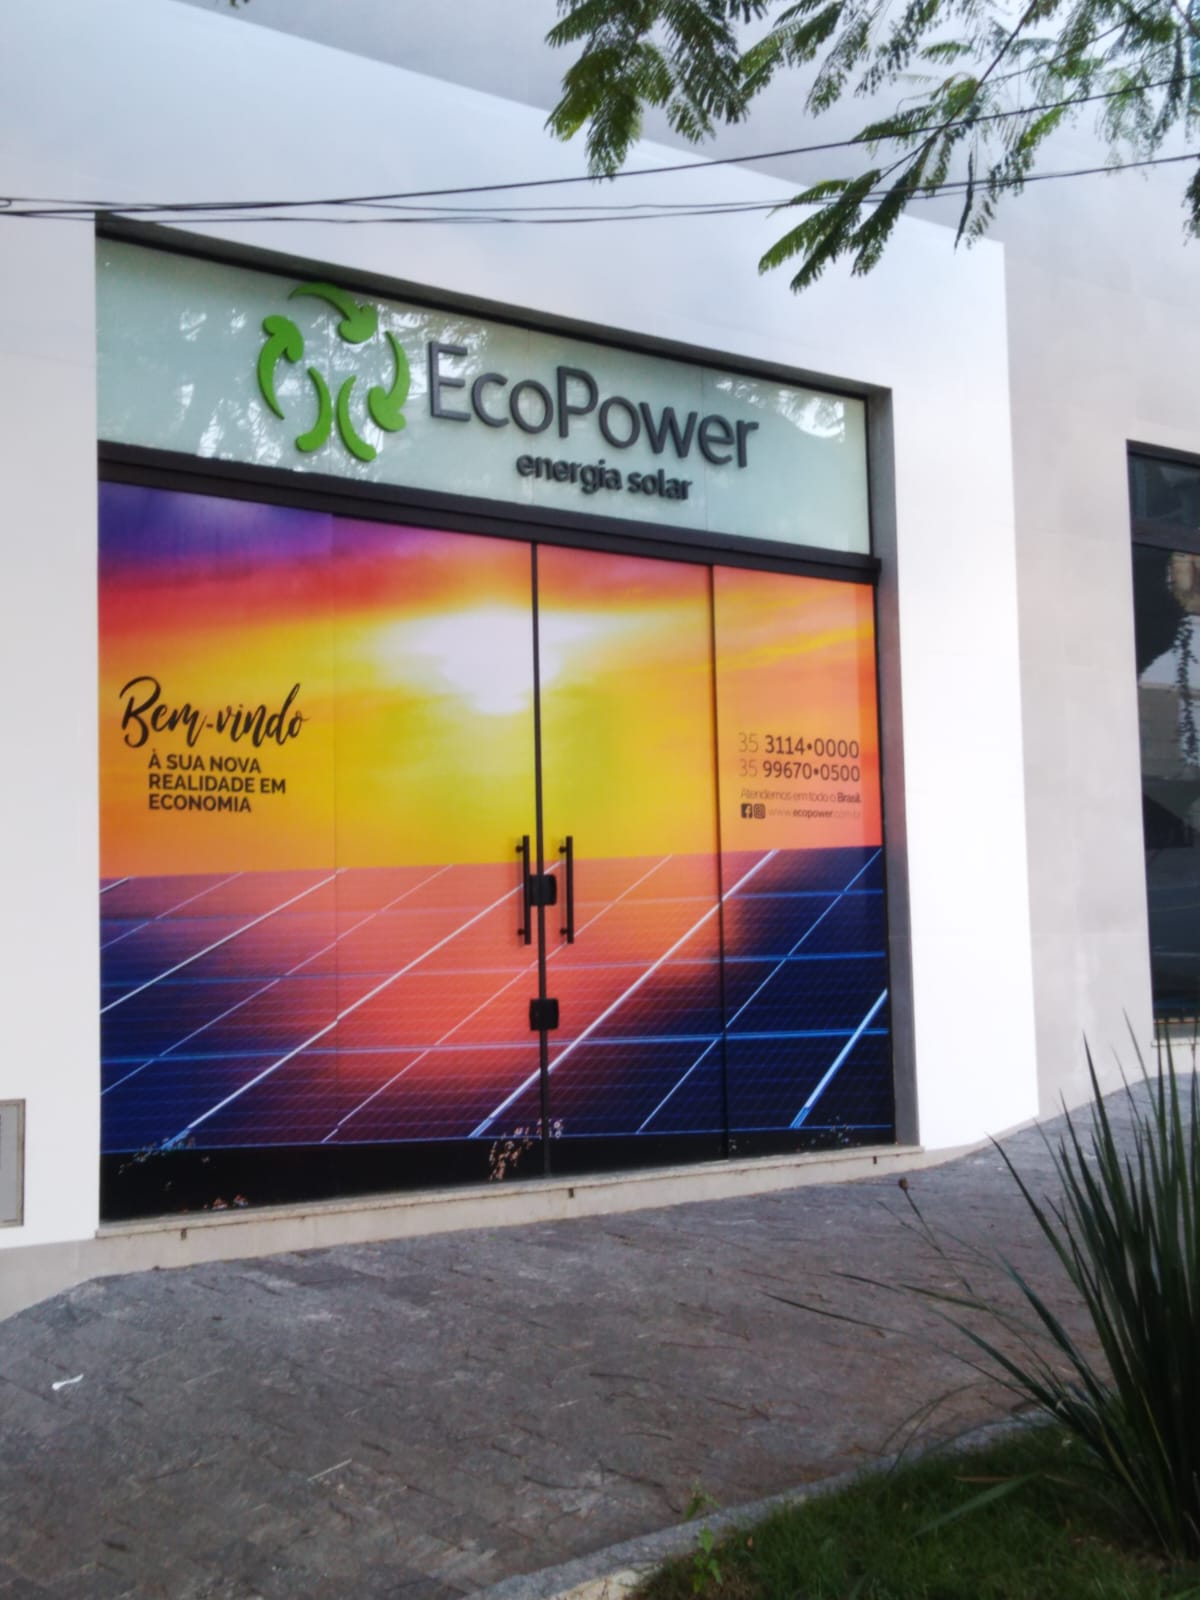 EcoPower
energia solar
Bem-vindo
À SUA NOVA
REALIDADE EM
ECONOMIA
35 3114•0000
35 99670•0500
Atendemos em todo o Brasil.
www.ecopower.com.br